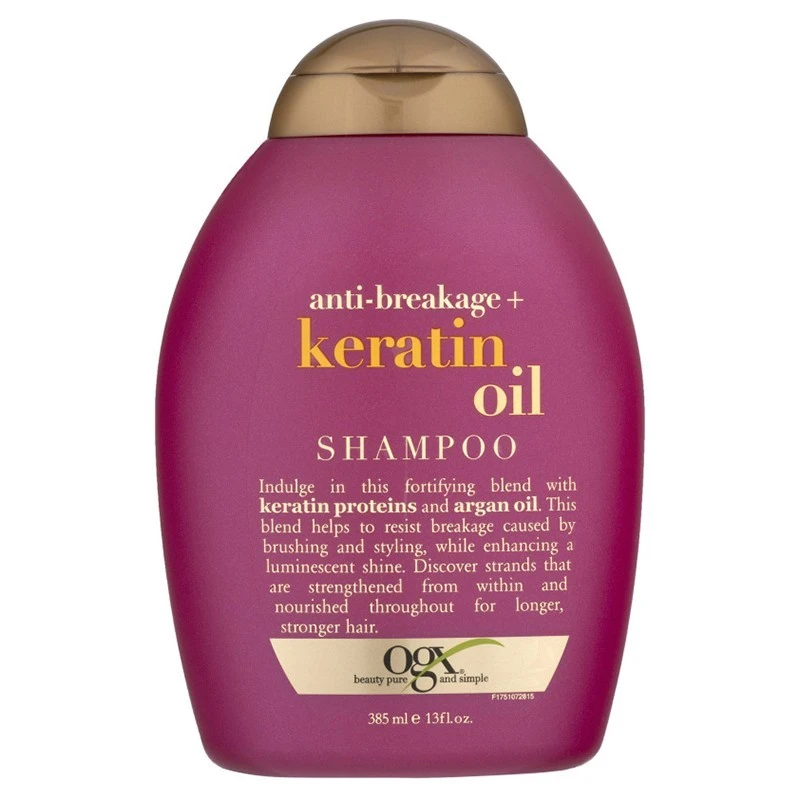 anti-breakage +
keratin
oil
SHAMPOO
Indulge in this fortifying blend with
keratin proteins and argan oil. This
blend helps to resist breakage caused by
brushing and styling, while enhancing a
luminescent shine. Discover strands that
are strengthened from within and
nourished throughout for longer,
stronger hair.
ogx®
beauty pure and simple
F1751072815
385 ml e 13fl.oz.